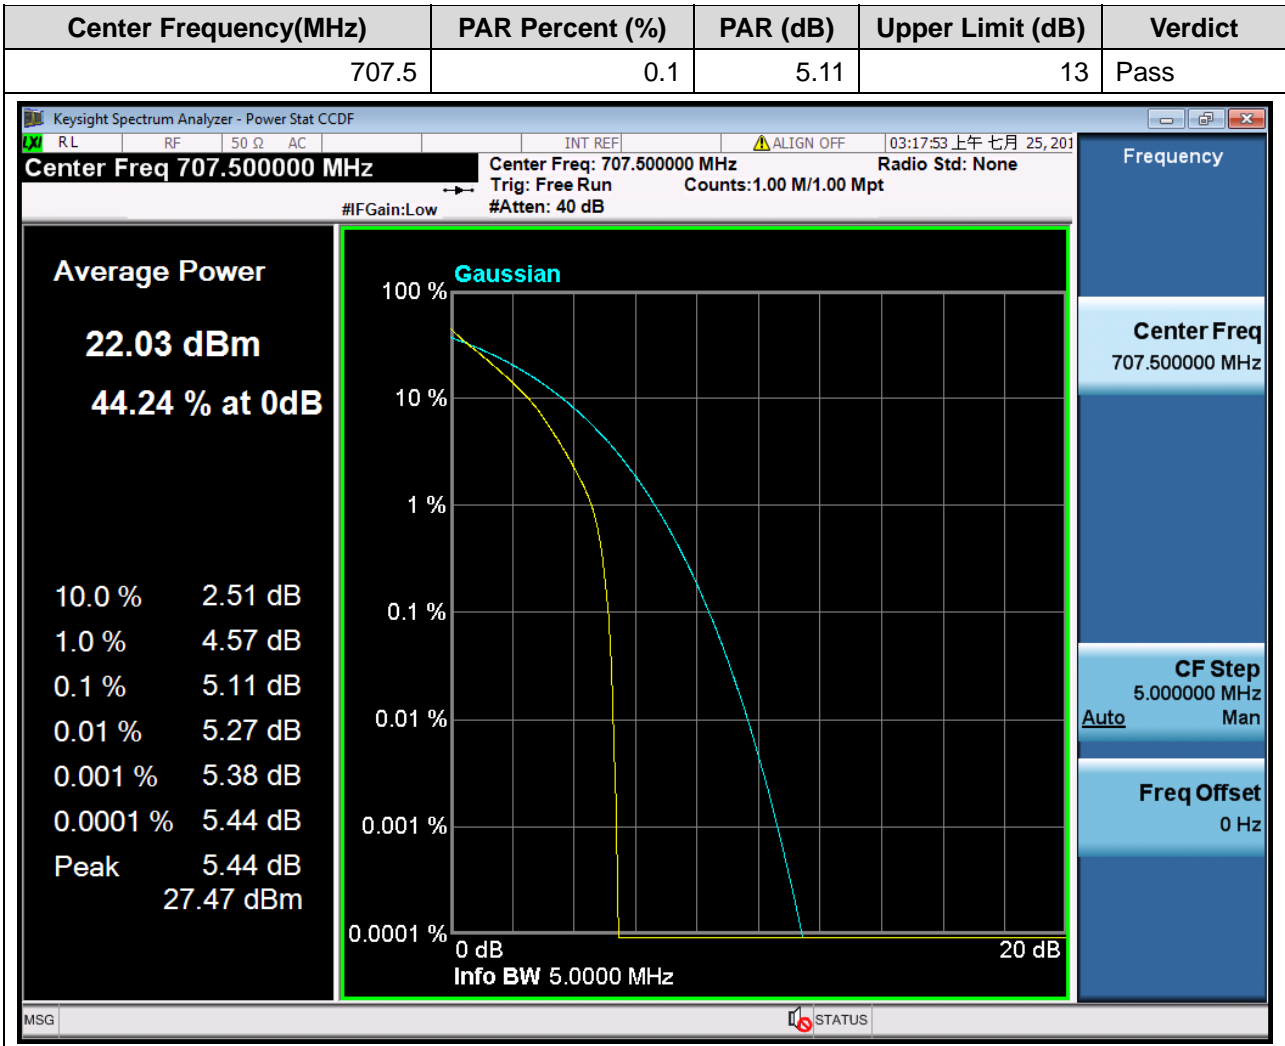 Center Frequency(MHz) PAR Percent (%) PAR (dB) Upper Limit (dB) Verdict
707.5 0.1 5.11 13 Pass
Keysight Spectrum Analyzer - Power Stat CCDF
LXI RL RF 50 Ω AC INT REF ALIGN OFF 03:17:53 上午 七月 25, 201
Center Freq 707.500000 MHz
#IFGain:Low
Center Freq: 707.500000 MHz Radio Std: None
Trig: Free Run Counts:1.00 M/1.00 Mpt
#Atten: 40 dB
Average Power
22.03 dBm
44.24 % at 0dB
10.0 % 2.51 dB
1.0 % 4.57 dB
0.1 % 5.11 dB
0.01 % 5.27 dB
0.001 % 5.38 dB
0.0001 % 5.44 dB
Peak 5.44 dB
27.47 dBm
Gaussian
100 %
10 %
1 %
0.1 %
0.01 %
0.001 %
0.0001 %
0 dB 20 dB
Info BW 5.0000 MHz
Frequency
Center Freq
707.500000 MHz
CF Step
5.000000 MHz
Auto Man
Freq Offset
0 Hz
MSG STATUS